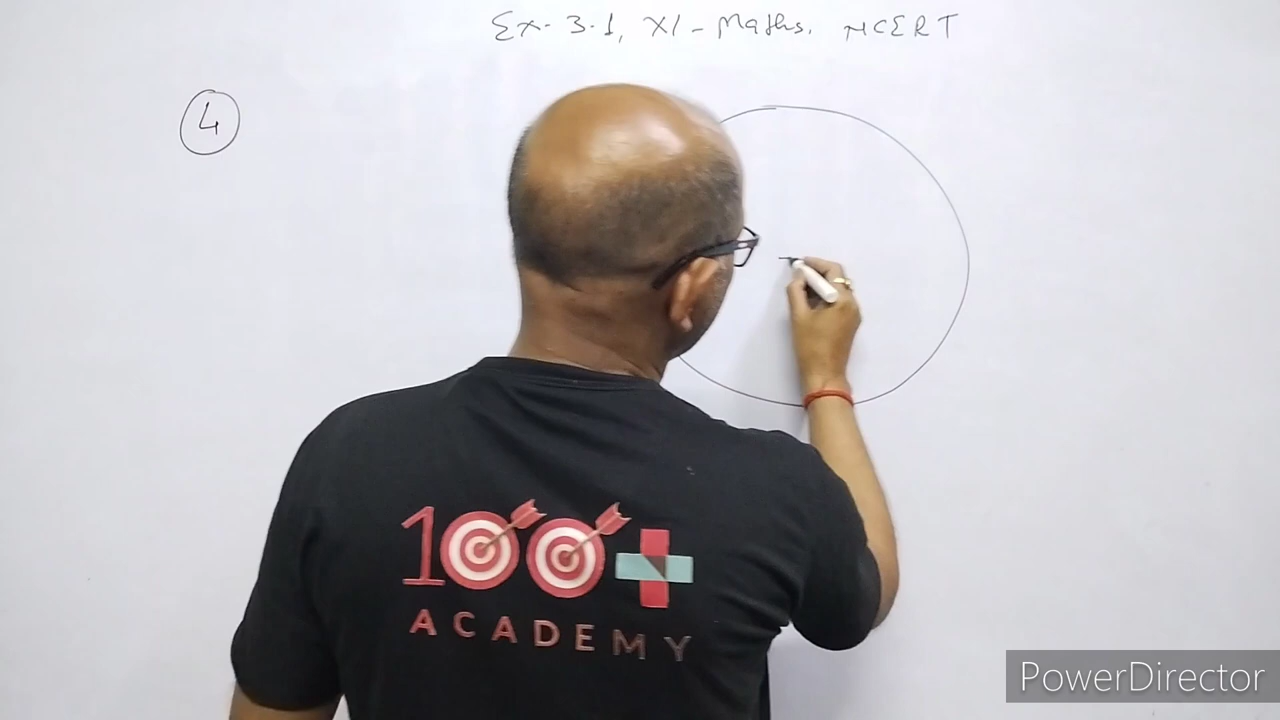 Ex. 3.1, XI - Maths. NCERT
4
100+
ACADEMY
PowerDirector